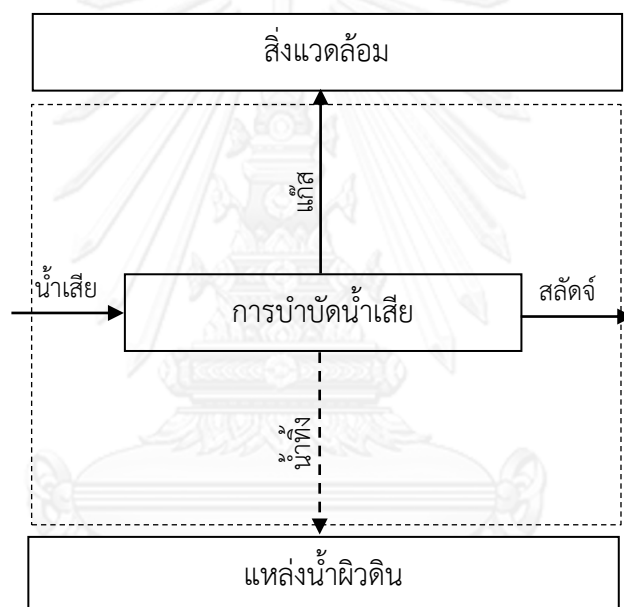 สิ่งแวดล้อม
แก๊ส
น้ำเสีย
การบำบัดน้ำเสีย
สลัดจ์
น้ำทิ้ง
แหล่งน้ำผิวดิน